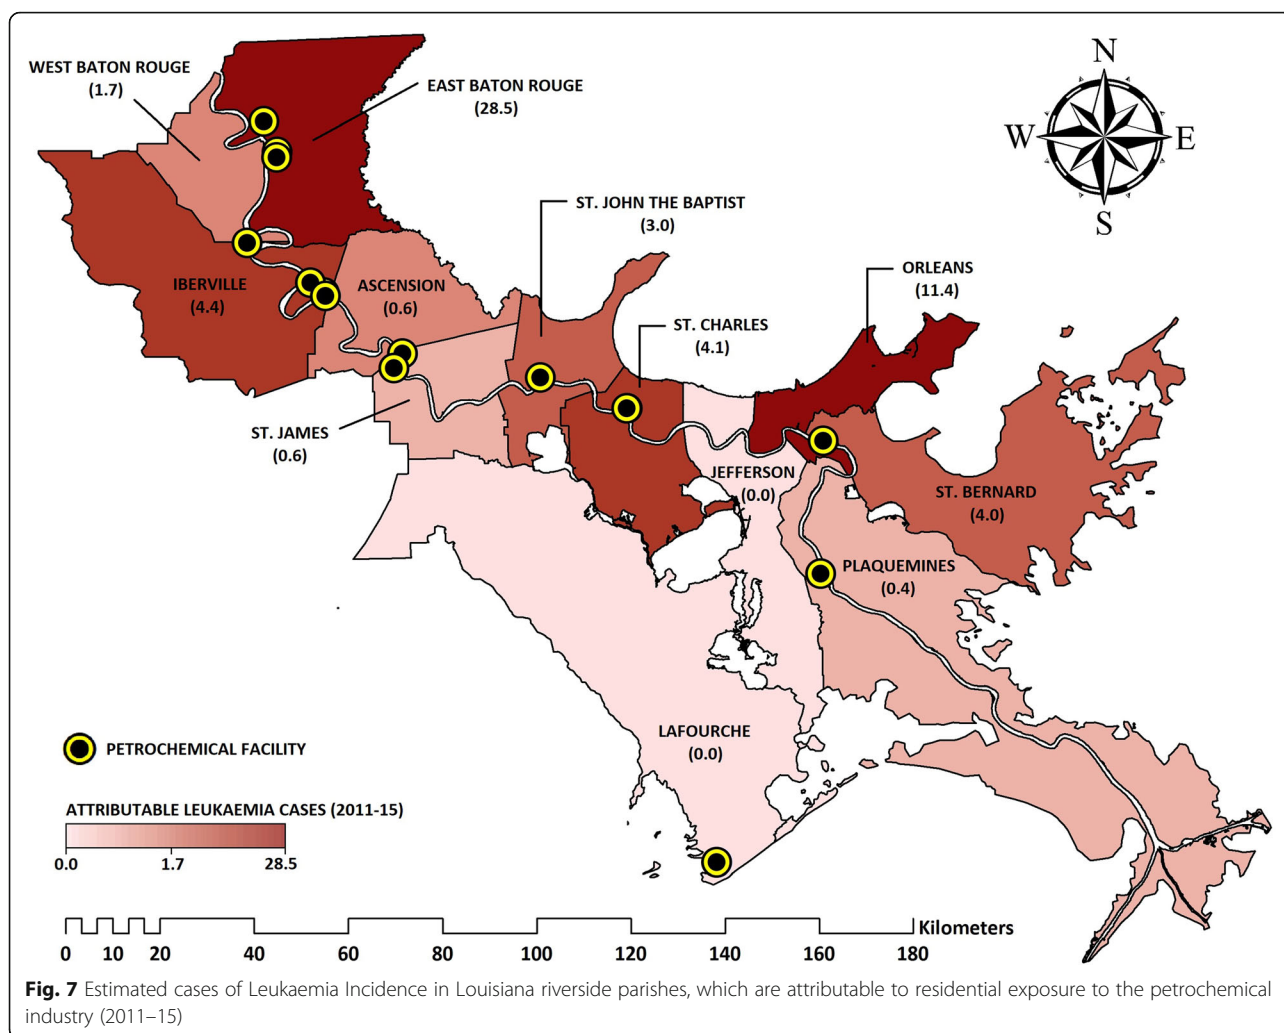 N
W
E
S
WEST BATON ROUGE
(1.7)
EAST BATON ROUGE
(28.5)
ST. JOHN THE BAPTIST
(3.0)
ORLEANS
(11.4)
IBERVILLE
(4.4)
ASCENSION
(0.6)
ST. CHARLES
(4.1)
ST. JAMES
(0.6)
JEFFERSON
(0.0)
ST. BERNARD
(4.0)
PLAQUEMINES
(0.4)
LAFOURCHE
(0.0)
PETROCHEMICAL FACILITY
ATTRIBUTABLE LEUKAEMIA CASES (2011-15)
0.0 1.7 28.5
Kilometers
0 10 20 40 60 80 100 120 140 160 180
Fig. 7 Estimated cases of Leukaemia Incidence in Louisiana riverside parishes, which are attributable to residential exposure to the petrochemical
industry (2011–15)